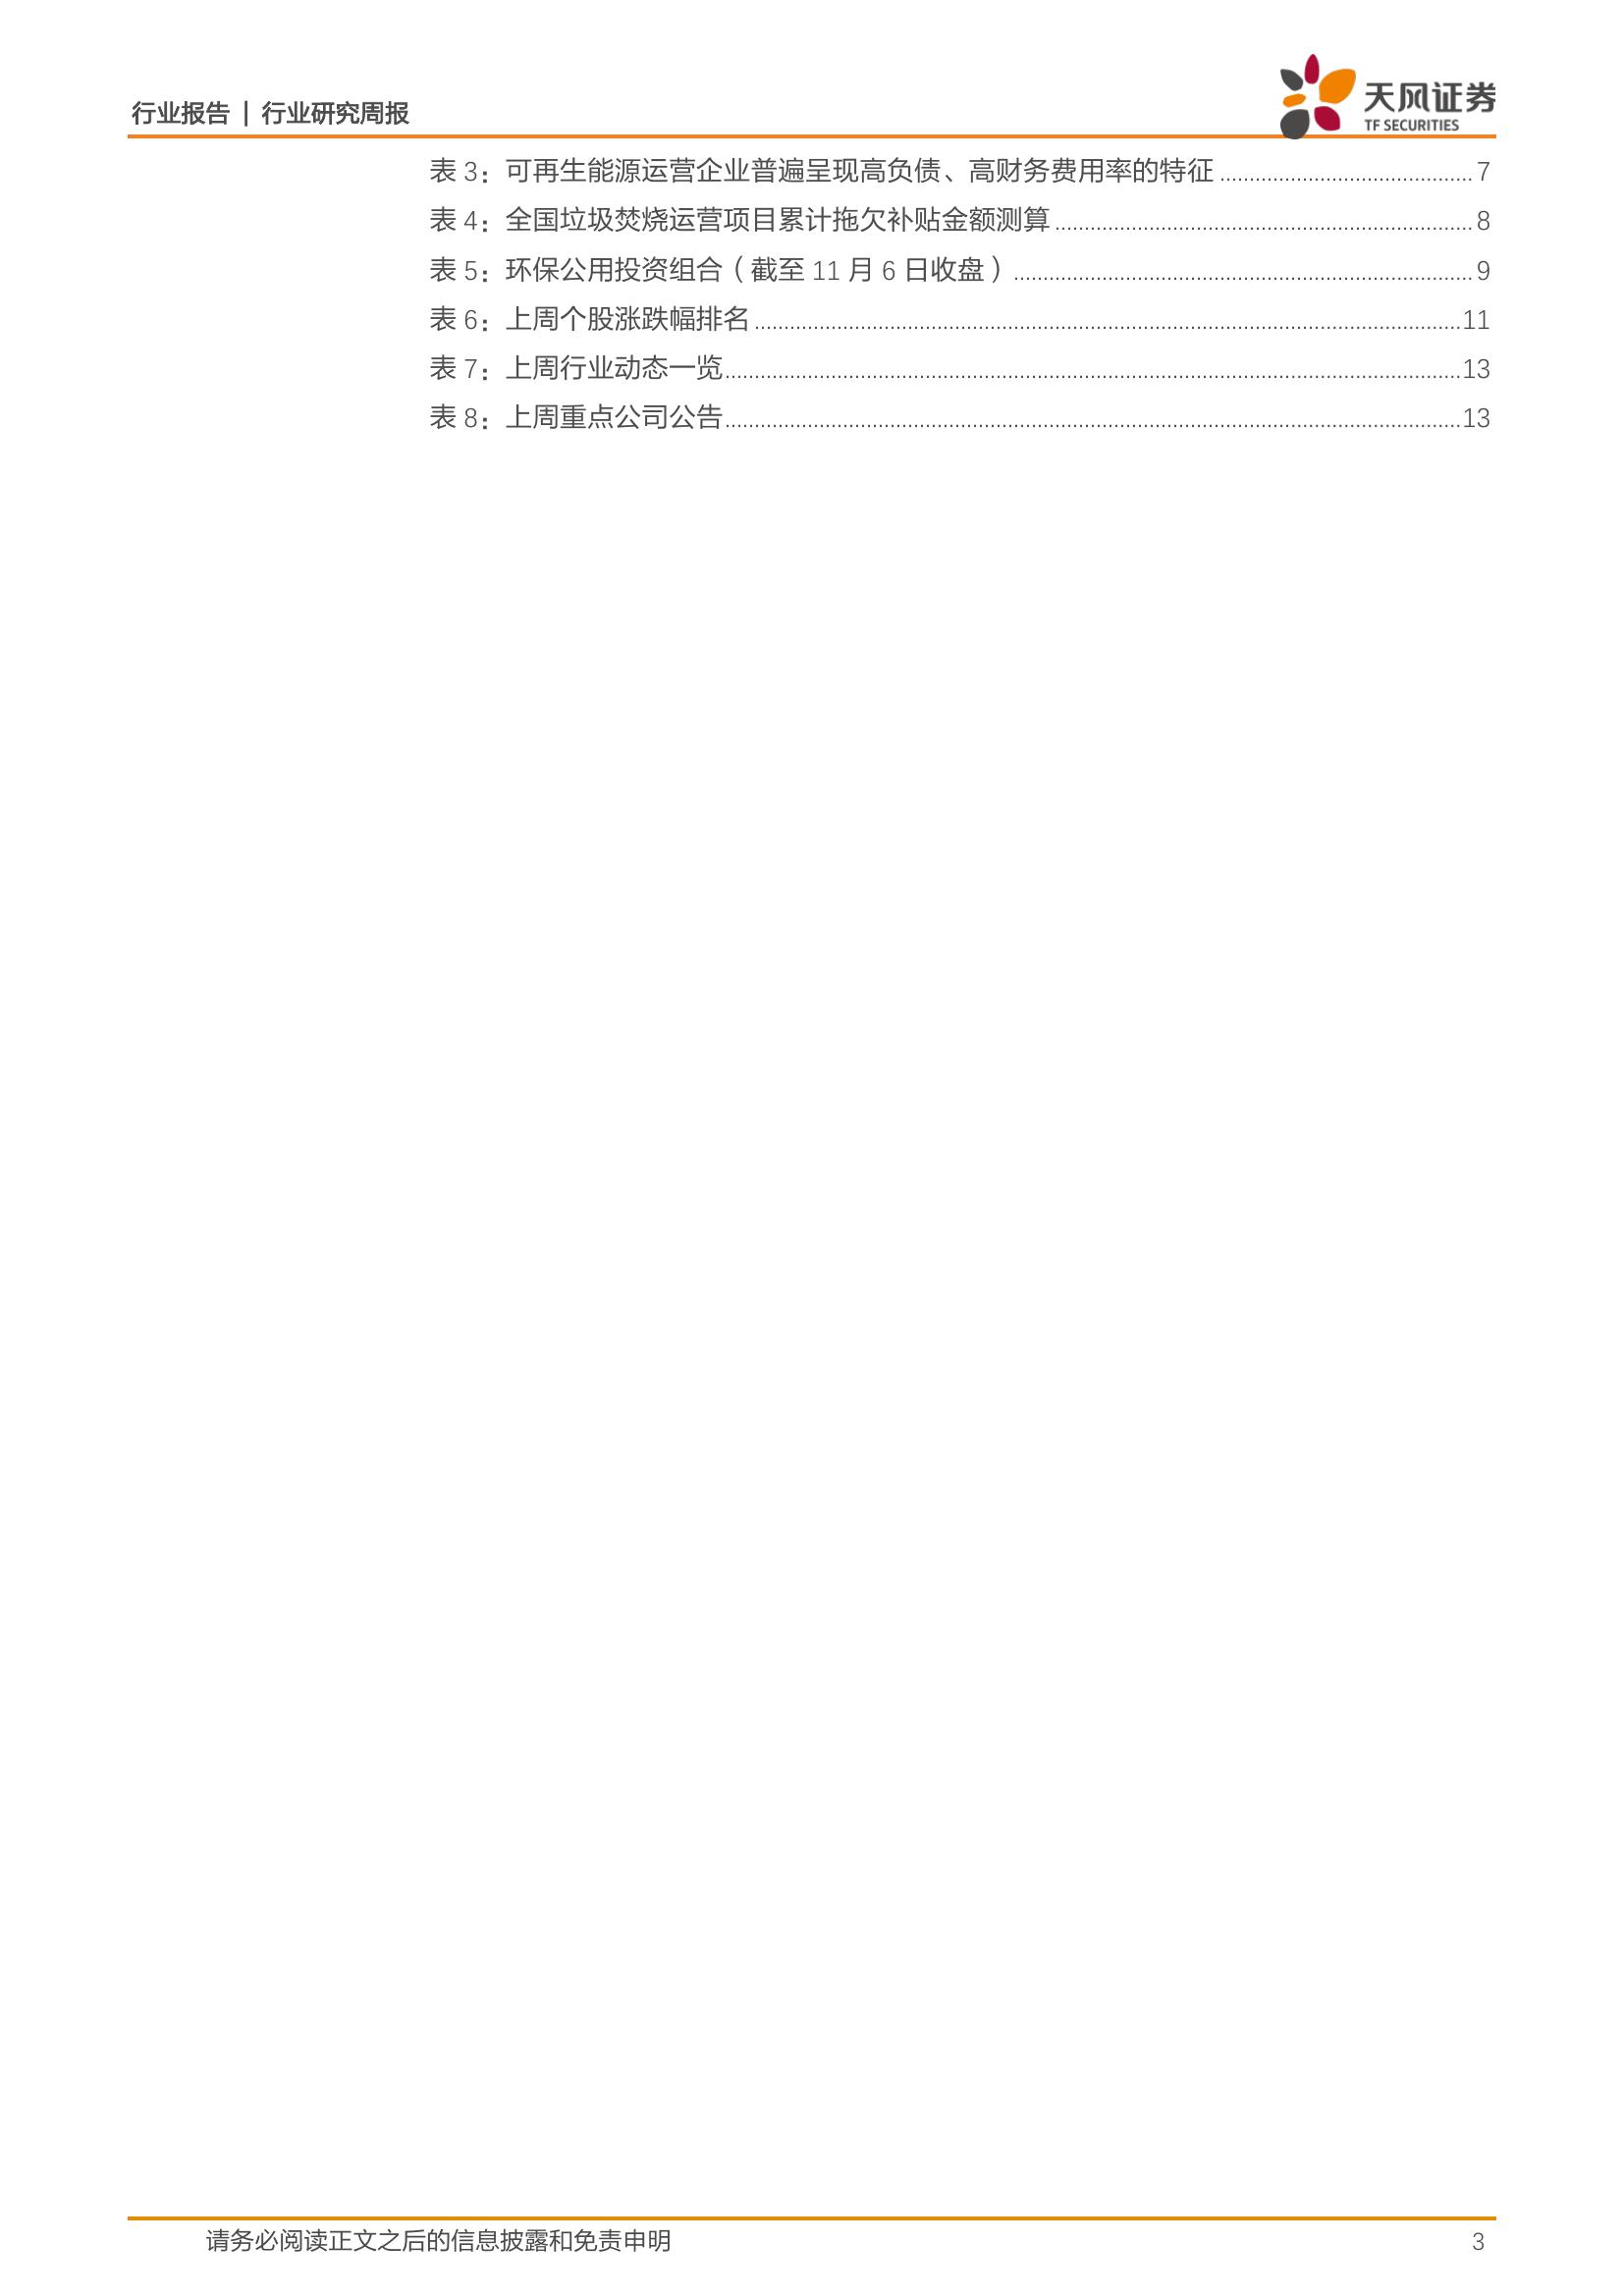 行业报告 | 行业研究周报
天风证券
TF SECURITIES
表 3：可再生能源运营企业普遍呈现高负债、高财务费用率的特征 ........................................... 7
表 4：全国垃圾焚烧运营项目累计拖欠补贴金额测算 ....................................................................... 8
表 5：环保公用投资组合（截至 11 月 6 日收盘） .............................................................................. 9
表 6：上周个股涨跌幅排名 ........................................................................................................................ 11
表 7：上周行业动态一览 ............................................................................................................................. 13
表 8：上周重点公司公告 ............................................................................................................................. 13
请务必阅读正文之后的信息披露和免责申明 3